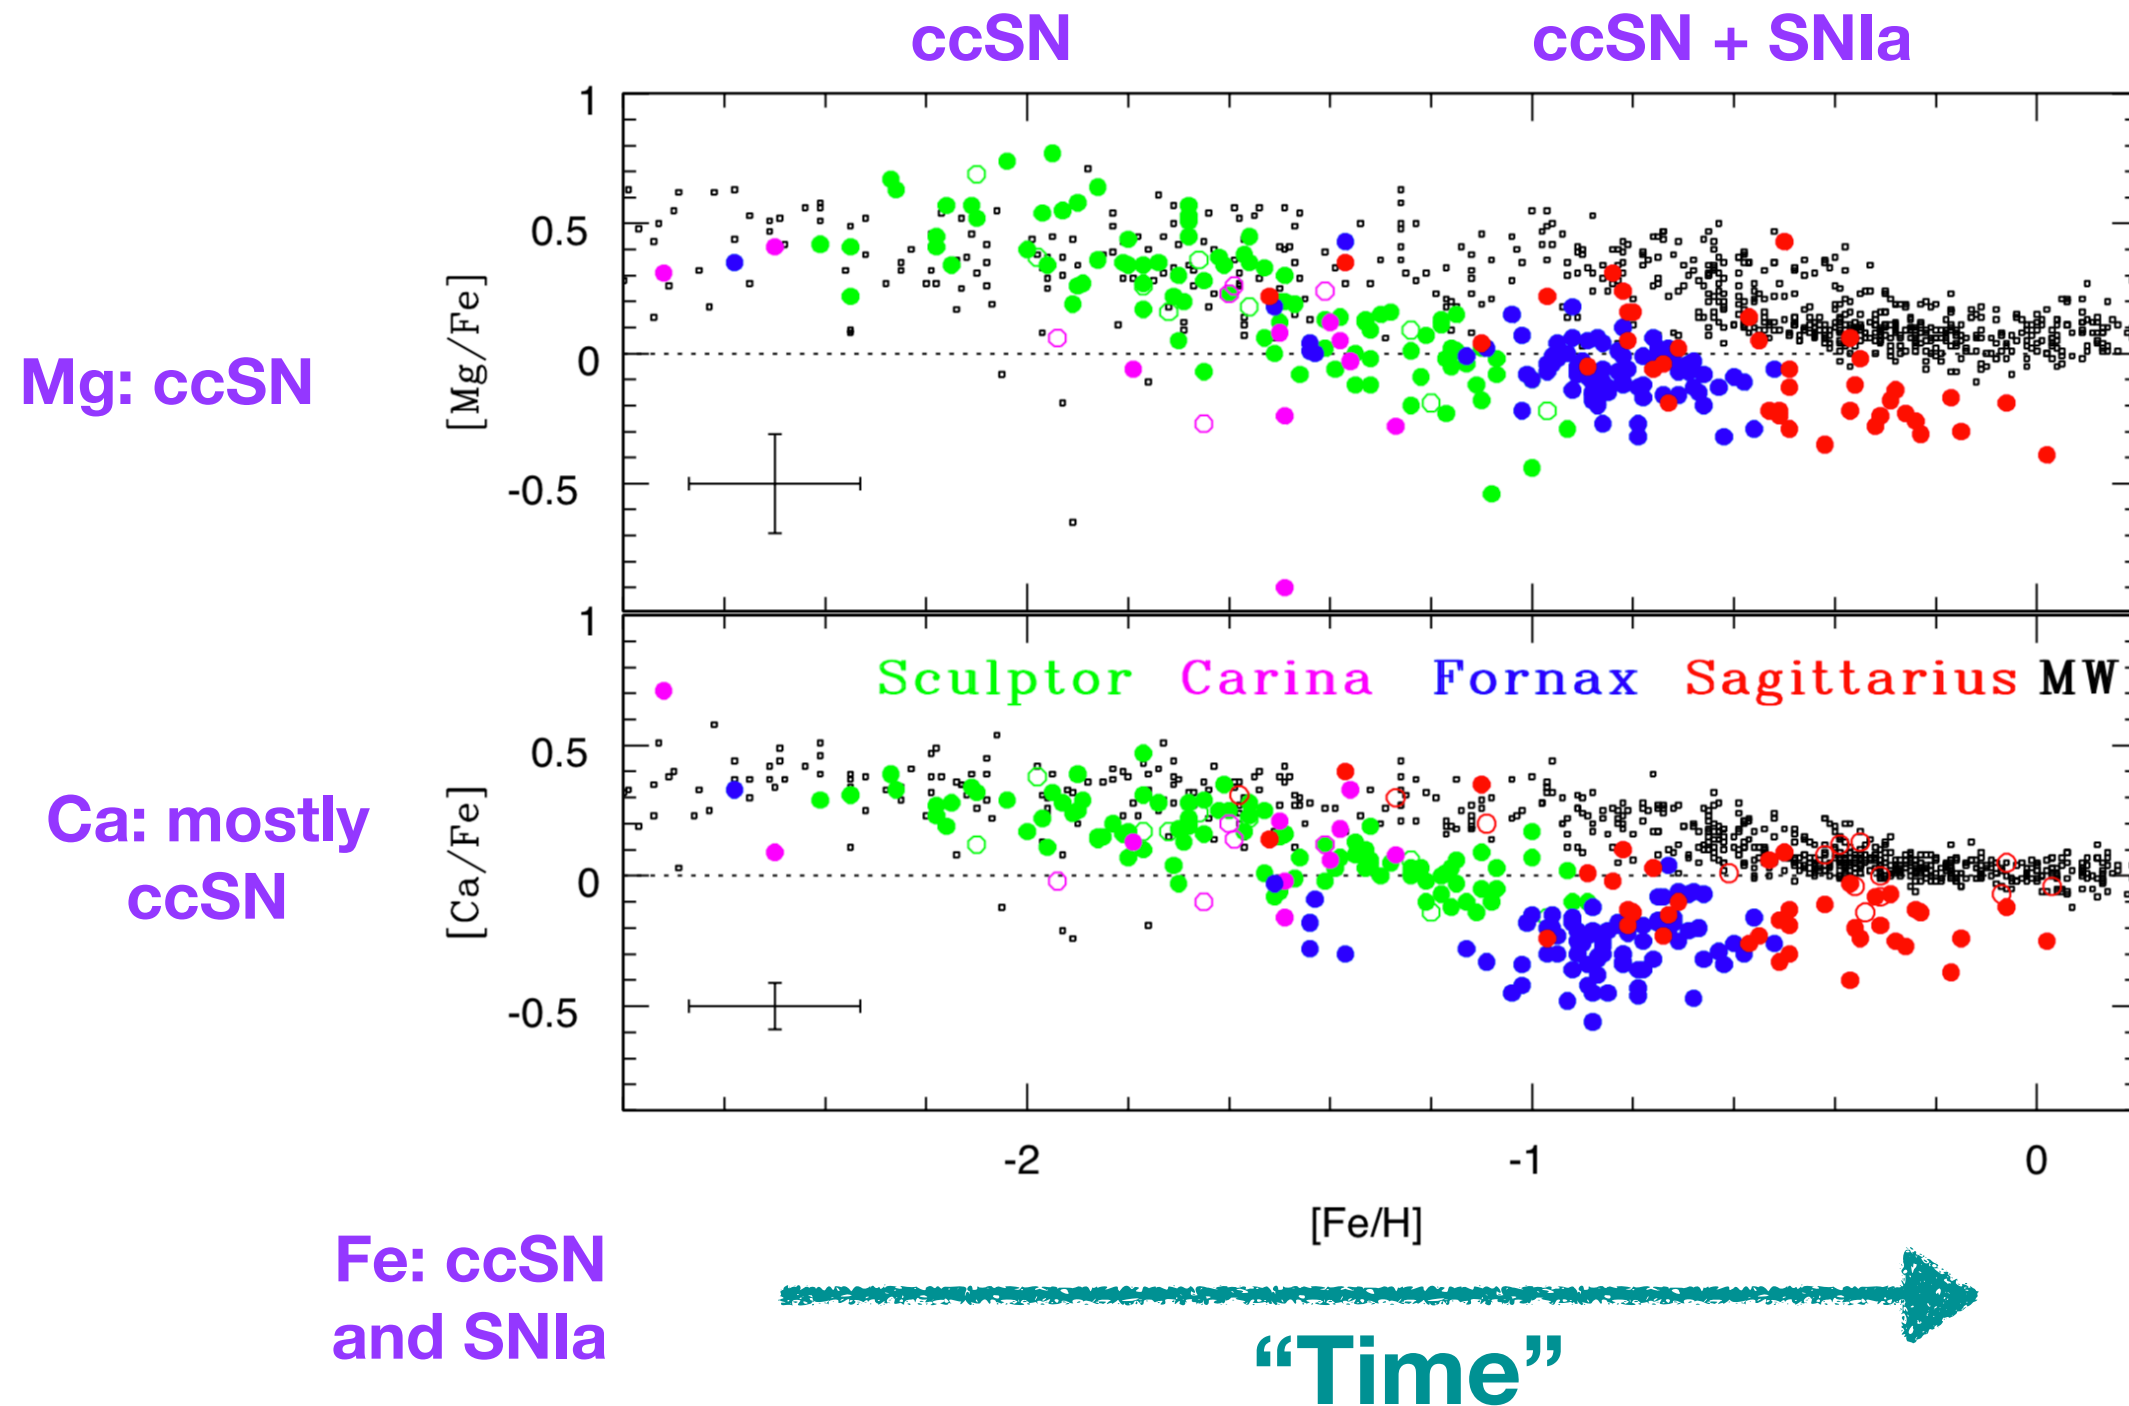 ccSN
ccSN + SNIa
1
0.5
0
-0.5
[Mg/Fe]
Mg: ccSN
1
Sculptor Carina Fornax Sagittarius MW
0.5
0
-0.5
[Ca/Fe]
Ca: mostly
ccSN
-2
-1
0
[Fe/H]
Fe: ccSN
and SNIa
“Time”